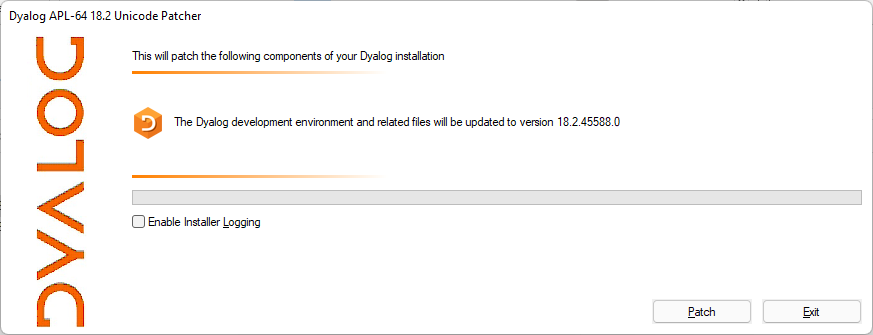 Dyalog APL-64 18.2 Unicode Patcher
DYALOG
This will patch the following components of your Dyalog installation
The Dyalog development environment and related files will be updated to version 18.2.45588.0
Enable Installer Logging
Patch
Exit